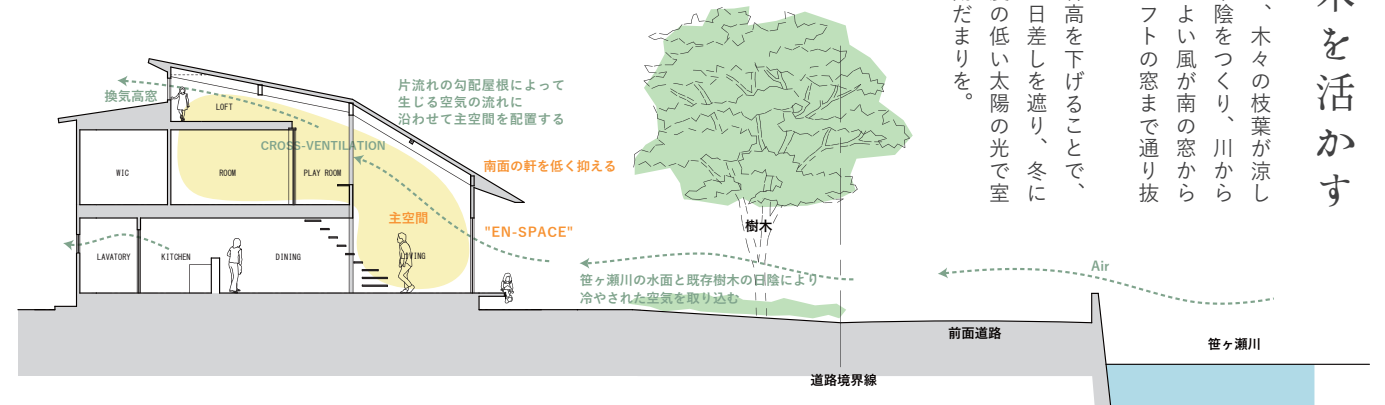 を活かす
、木々の枝葉が涼し
陰をつくり、川から
よい風が南の窓から
フトの窓まで通り抜
高を下げることで、
日差しを遮り、冬に
の低い太陽の光で室
だまりを。
片流れの勾配屋根によって
生じる空気の流れに
沿わせて主空間を配置する
換気高窓
LOFT
CROSS-VENTILATION
WIC
ROOM
PLAY ROOM
南面の軒を低く抑える
主空間
"EN-SPACE"
樹木
LAVATORY
KITCHEN
DINING
LIVING
笹ヶ瀬川の水面と既存樹木の日陰により
冷やされた空気を取り込む
Air
前面道路
笹ヶ瀬川
道路境界線